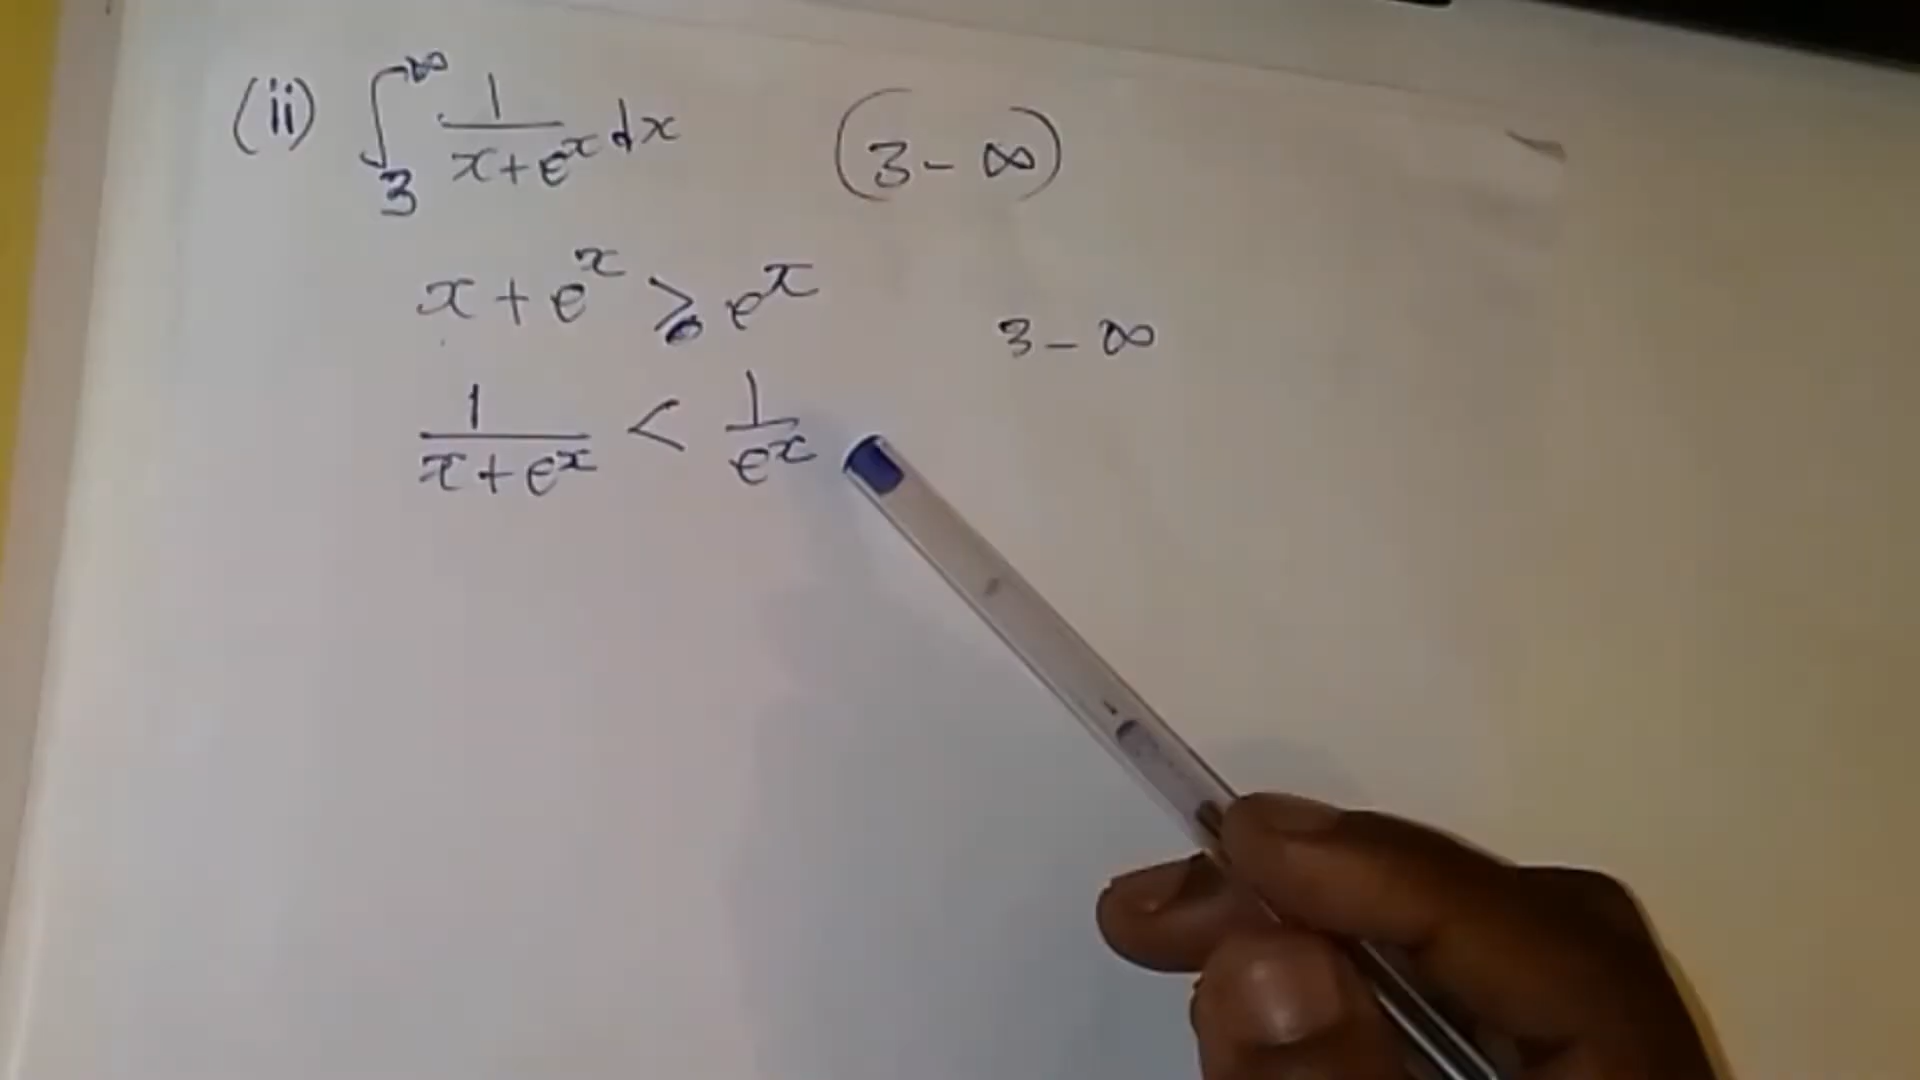 (ii) ∫₃^∞ 1/(x+e^x) dx (3 - ∞)
x + e^x ⩾ e^x 3 - ∞
1/(x+e^x) < 1/e^x